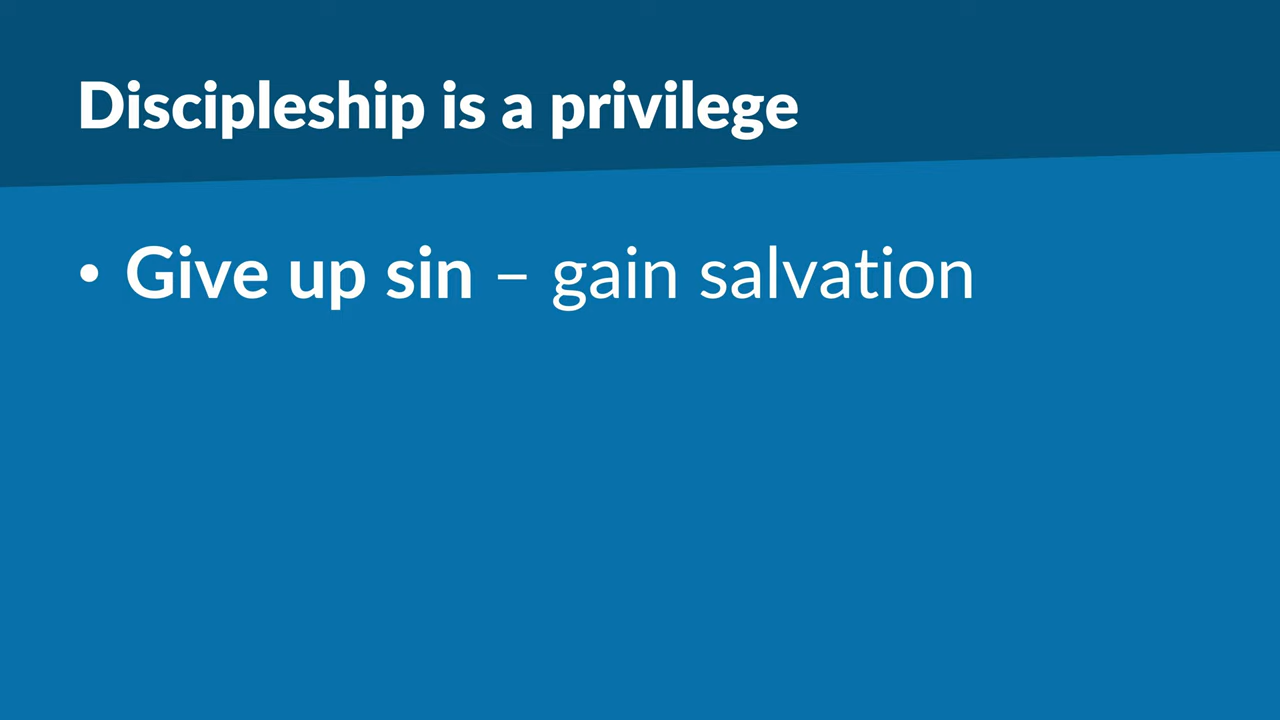 Discipleship is a privilege
• Give up sin – gain salvation